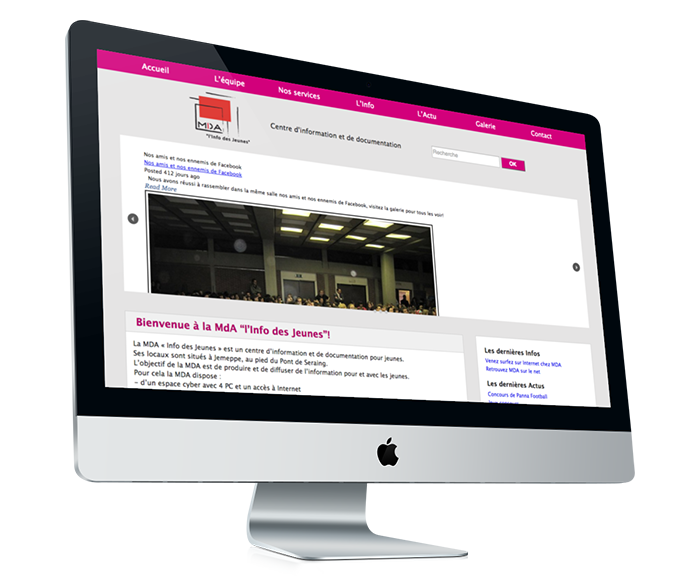 Accueil
L'équipe
Nos services
L'Info
L'Actu
Galerie
Contact
MDA
"l'Info des Jeunes"
Centre d'information et de documentation
Recherche
OK
Nos amis et nos ennemis de Facebook
Nos amis et nos ennemis de Facebook
Posted 412 jours ago
Nous avons réussi à rassembler dans la même salle nos amis et nos ennemis de Facebook, visitez la galerie pour tous les voir!
Read More
Bienvenue à la MdA "l'Info des Jeunes"!
La MDA « Info des Jeunes » est un centre d'information et de documentation pour jeunes.
Ses locaux sont situés à Jemeppe, au pied du Pont de Seraing.
L'objectif de la MDA est de produire et de diffuser de l'information pour et avec les jeunes.
Pour cela la MDA dispose :
– d'un espace cyber avec 4 PC et un accès à Internet
Les dernières Infos
Venez surfez sur Internet chez MDA
Retrouvez MDA sur le net
Les dernières Actus
Concours de Panna Football